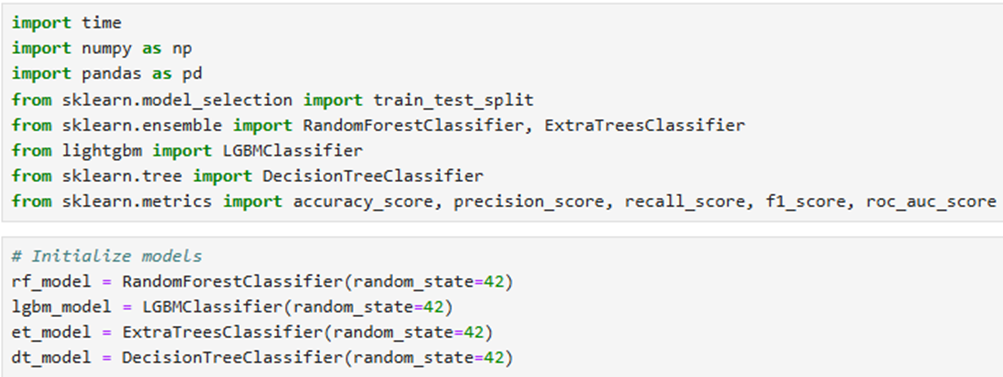 import time
import numpy as np
import pandas as pd
from sklearn.model_selection import train_test_split
from sklearn.ensemble import RandomForestClassifier, ExtraTreesClassifier
from lightgbm import LGBMClassifier
from sklearn.tree import DecisionTreeClassifier
from sklearn.metrics import accuracy_score, precision_score, recall_score, f1_score, roc_auc_score
# Initialize models
rf_model = RandomForestClassifier(random_state=42)
lgbm_model = LGBMClassifier(random_state=42)
et_model = ExtraTreesClassifier(random_state=42)
dt_model = DecisionTreeClassifier(random_state=42)